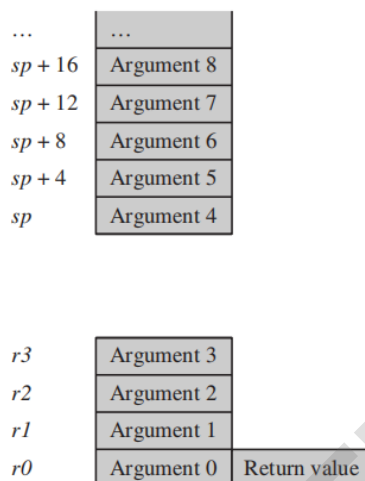 ... ...
sp + 16 Argument 8
sp + 12 Argument 7
sp + 8 Argument 6
sp + 4 Argument 5
sp Argument 4
r3 Argument 3
r2 Argument 2
r1 Argument 1
r0 Argument 0 Return value